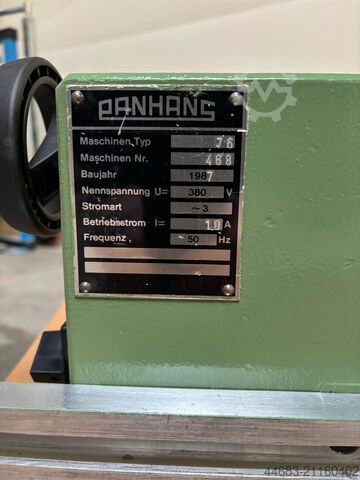 PANHANS
Maschinen Typ 76
Maschinen Nr. 468
Baujahr 1981
Nennspannung U= 380 V
Stromart ~3
Betriebsstrom I= 10 A
Frequenz, 50 Hz
44683-21160402